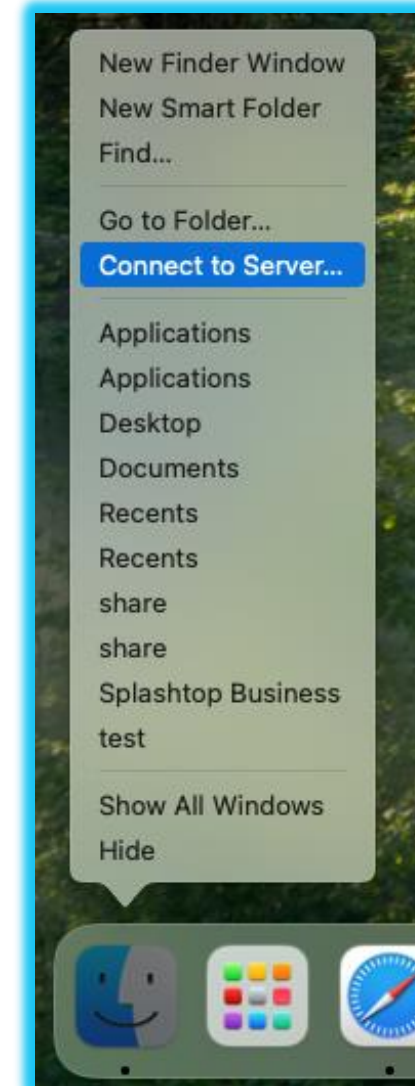 New Finder Window
New Smart Folder
Find...
Go to Folder...
Connect to Server...
Applications
Applications
Desktop
Documents
Recents
Recents
share
share
Splashtop Business
test
Show All Windows
Hide